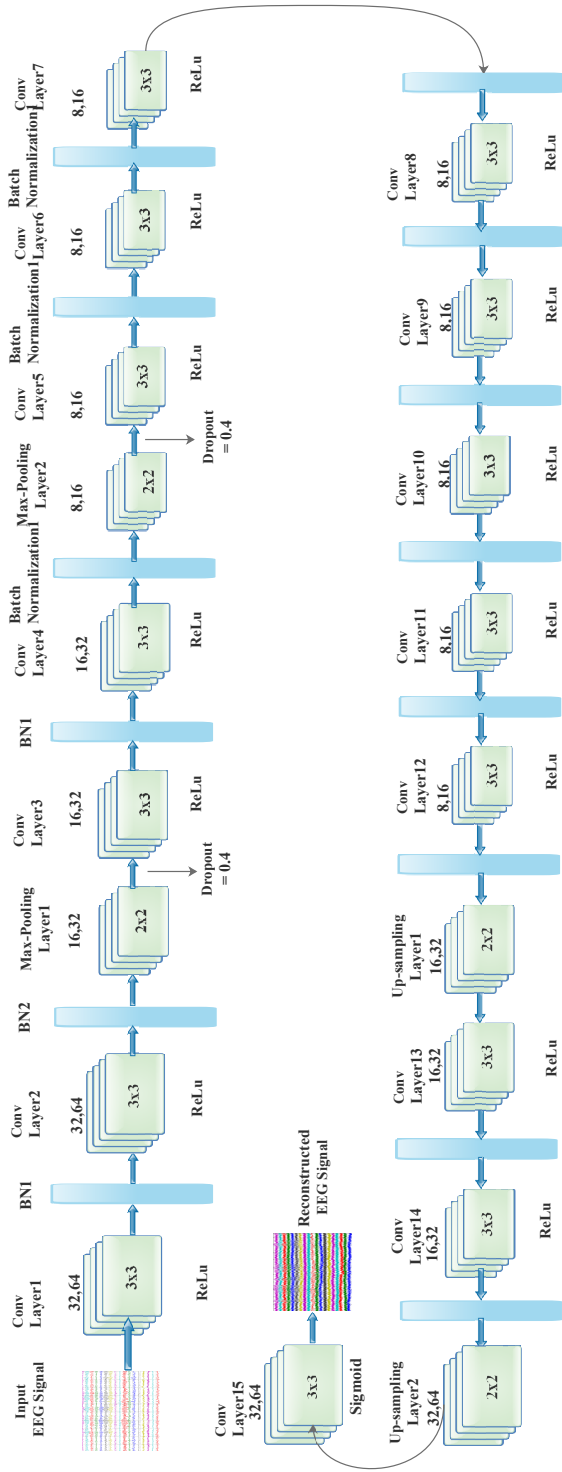 Input
EEG Signal
Conv
Layer1
32,64
3x3
ReLu
BN1
Conv
Layer2
32,64
3x3
ReLu
BN2
Max-Pooling
Layer1
16,32
2x2
Dropout
= 0.4
Conv
Layer3
16,32
3x3
ReLu
BN1
Conv
Layer4
16,32
3x3
ReLu
Batch
Normalization1
Max-Pooling
Layer2
8,16
2x2
Dropout
= 0.4
Conv
Layer5
8,16
3x3
ReLu
Batch
Normalization1
Conv
Layer6
8,16
3x3
ReLu
Batch
Normalization1
Conv
Layer7
8,16
3x3
ReLu
Conv
Layer8
8,16
3x3
ReLu
Conv
Layer9
8,16
3x3
ReLu
Conv
Layer10
8,16
3x3
ReLu
Conv
Layer11
8,16
3x3
ReLu
Conv
Layer12
8,16
3x3
ReLu
Up-sampling
Layer1
16,32
2x2
Conv
Layer13
16,32
3x3
ReLu
Conv
Layer14
16,32
3x3
ReLu
Up-sampling
Layer2
32,64
2x2
Conv
Layer15
32,64
3x3
Sigmoid
Reconstructed
EEG Signal